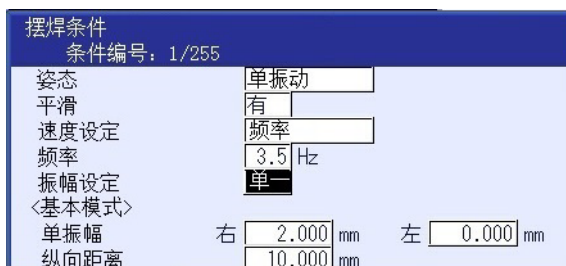 摆焊条件
条件编号: 1/255
姿态 单振动
平滑 有
速度设定 频率
频率 3.5 Hz
振幅设定 单一
<基本模式>
单振幅 右 2.000 mm 左 0.000 mm
纵向距离 10.000 mm